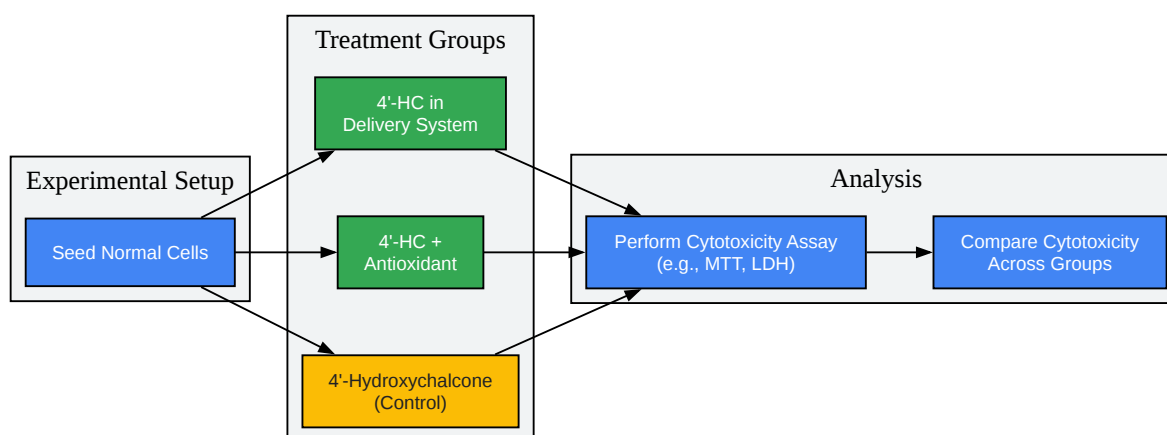 Treatment Groups
4'-HC in
Delivery System
Experimental Setup
Analysis
Seed Normal Cells
4'-HC +
Antioxidant
Perform Cytotoxicity Assay
(e.g., MTT, LDH)
Compare Cytotoxicity
Across Groups
4'-Hydroxychalcone
(Control)